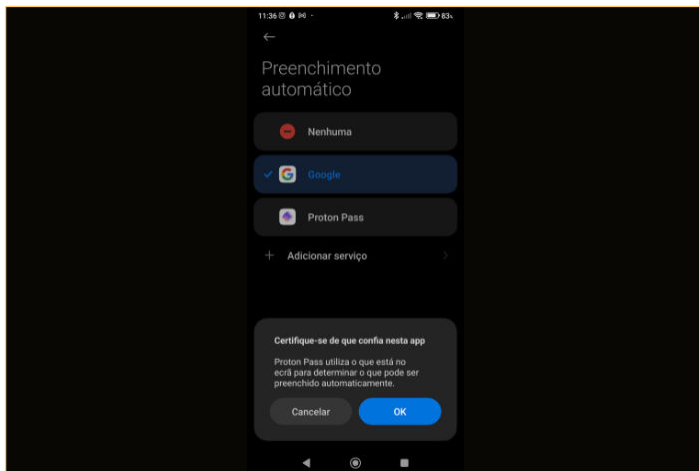 11:36
83%
Preenchimento
automático
Nenhuma
Google
Proton Pass
Adicionar serviço
Certifique-se de que confia nesta app
Proton Pass utiliza o que está no
ecrã para determinar o que pode ser
preenchido automaticamente.
Cancelar
OK